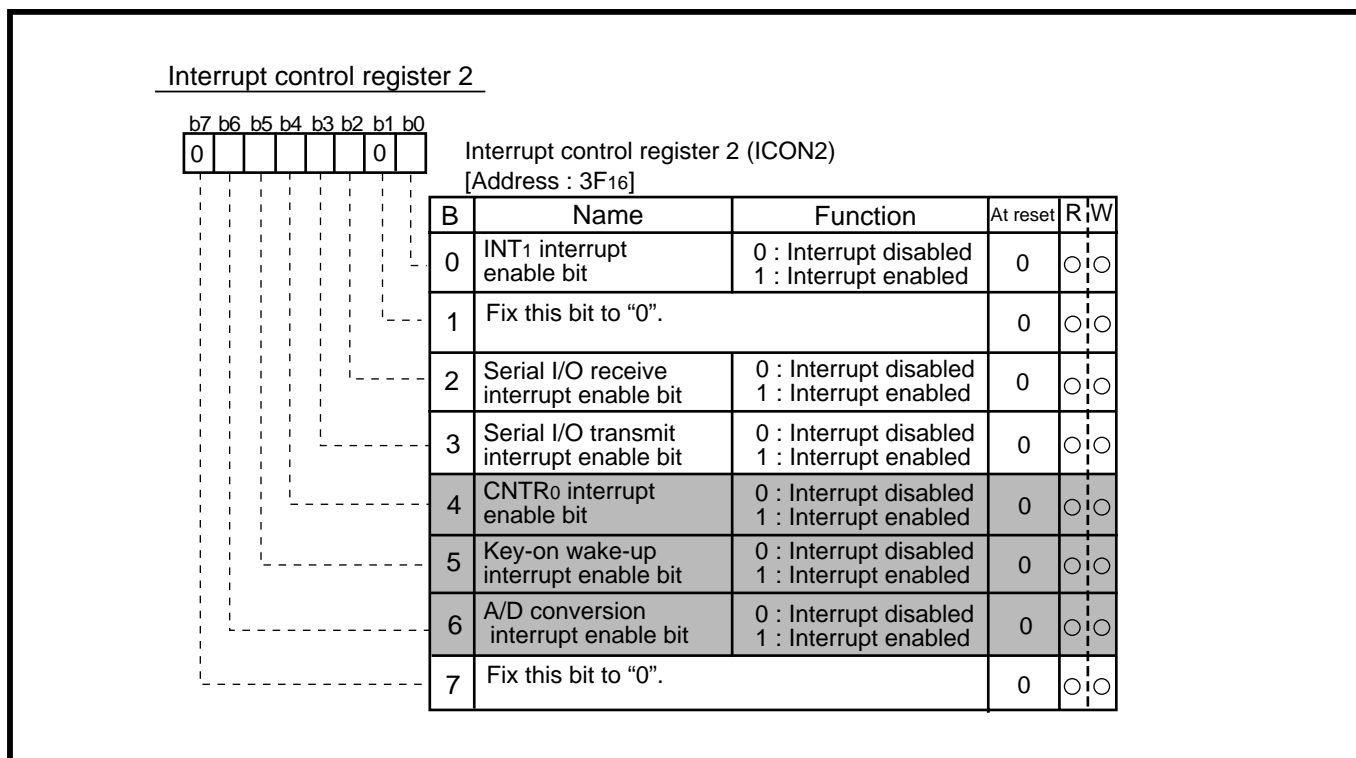 Interrupt control register 2
b7 b6 b5 b4 b3 b2 b1 b0
0 0
Interrupt control register 2 (ICON2)
[Address : 3F16]
B Name Function At reset R W
0 INT1 interrupt enable bit 0 : Interrupt disabled 1 : Interrupt enabled 0 ○ ○
1 Fix this bit to “0”. 0 ○ ○
2 Serial I/O receive interrupt enable bit 0 : Interrupt disabled 1 : Interrupt enabled 0 ○ ○
3 Serial I/O transmit interrupt enable bit 0 : Interrupt disabled 1 : Interrupt enabled 0 ○ ○
4 CNTR0 interrupt enable bit 0 : Interrupt disabled 1 : Interrupt enabled 0 ○ ○
5 Key-on wake-up interrupt enable bit 0 : Interrupt disabled 1 : Interrupt enabled 0 ○ ○
6 A/D conversion interrupt enable bit 0 : Interrupt disabled 1 : Interrupt enabled 0 ○ ○
7 Fix this bit to “0”. 0 ○ ○